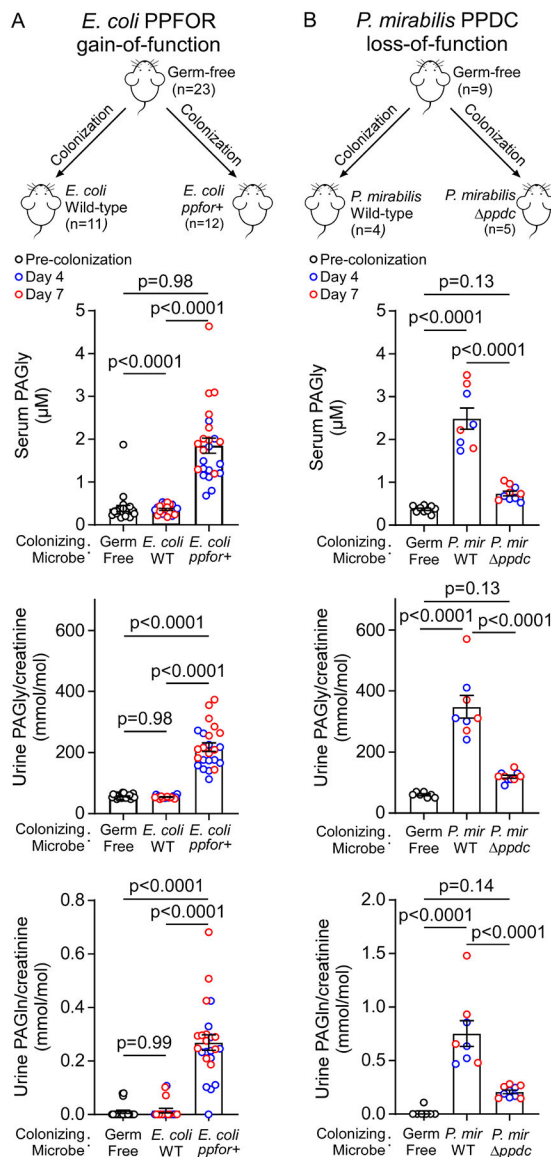 A
E. coli PPFOR
gain-of-function
Germ-free
(n=23)
Colonization
Colonization
E. coli
Wild-type
(n=11)
E. coli
ppfor+
(n=12)
Pre-colonization
Day 4
Day 7
p=0.98
p<0.0001
p<0.0001
Serum PAGly
(µM)
5
4
3
2
1
0
Colonizing
Microbe
Germ
Free
E. coli
WT
E. coli
ppfor+
p<0.0001
p<0.0001
p=0.98
Urine PAGly/creatinine
(mmol/mol)
600
400
200
0
Colonizing
Microbe
Germ
Free
E. coli
WT
E. coli
ppfor+
p<0.0001
p<0.0001
p=0.99
Urine PAGln/creatinine
(mmol/mol)
0.8
0.6
0.4
0.2
0.0
Colonizing
Microbe
Germ
Free
E. coli
WT
E. coli
ppfor+
B
P. mirabilis PPDC
loss-of-function
Germ-free
(n=9)
Colonization
Colonization
P. mirabilis
Wild-type
(n=4)
P. mirabilis
Δppdc
(n=5)
p=0.13
p<0.0001
p<0.0001
Serum PAGly
(µM)
5
4
3
2
1
0
Colonizing
Microbe
Germ
Free
P. mir
WT
P. mir
Δppdc
p=0.13
p<0.0001
p<0.0001
Urine PAGly/creatinine
(mmol/mol)
600
400
200
0
Colonizing
Microbe
Germ
Free
P. mir
WT
P. mir
Δppdc
p=0.14
p<0.0001
p<0.0001
Urine PAGln/creatinine
(mmol/mol)
2.0
1.5
1.0
0.5
0.0
Colonizing
Microbe
Germ
Free
P. mir
WT
P. mir
Δppdc